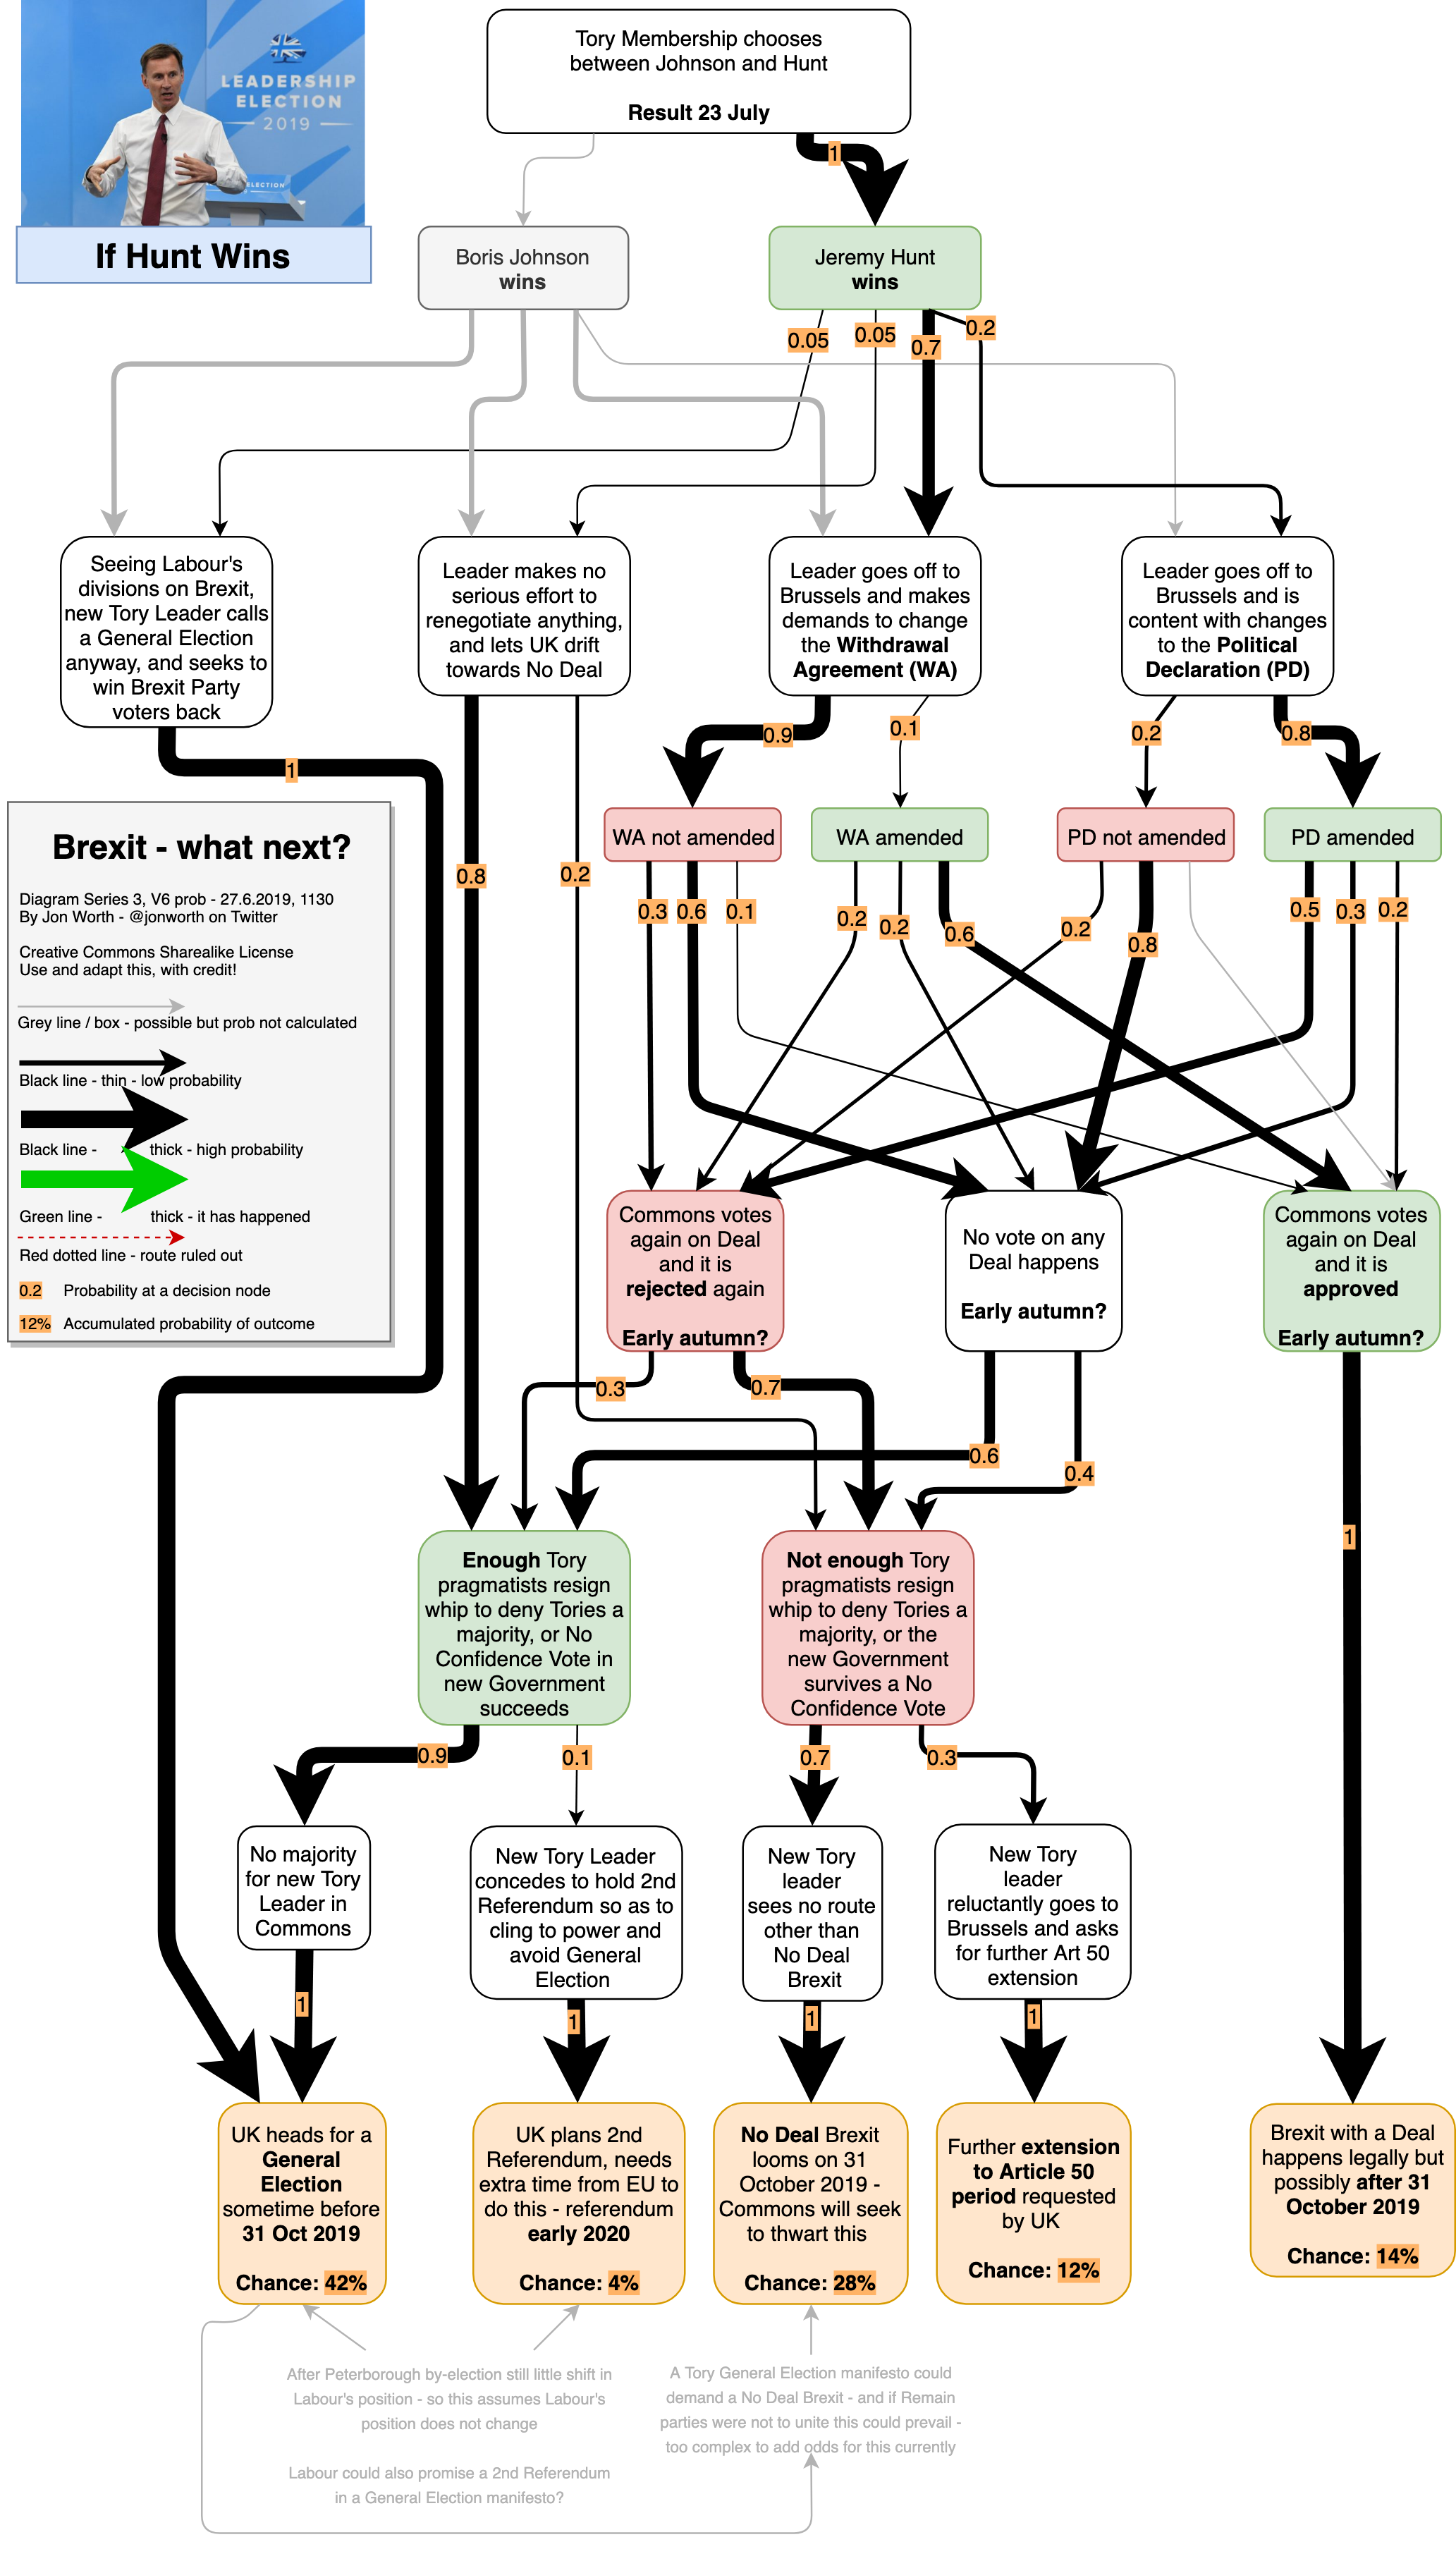 LEADERSHIP
ELECTION
2019
ELECTION
If Hunt Wins
Tory Membership chooses
between Johnson and Hunt
Result 23 July
1
Boris Johnson
wins
Jeremy Hunt
wins
0.05
0.05
0.7
0.2
Seeing Labour's
divisions on Brexit,
new Tory Leader calls
a General Election
anyway, and seeks to
win Brexit Party
voters back
Leader makes no
serious effort to
renegotiate anything,
and lets UK drift
towards No Deal
Leader goes off to
Brussels and makes
demands to change
the Withdrawal
Agreement (WA)
Leader goes off to
Brussels and is
content with changes
to the Political
Declaration (PD)
1
0.8
0.2
0.9
0.1
0.2
0.8
WA not amended
WA amended
PD not amended
PD amended
0.3
0.6
0.1
0.2
0.2
0.6
0.2
0.8
0.5
0.3
0.2
Brexit - what next?
Diagram Series 3, V6 prob - 27.6.2019, 1130
By Jon Worth - @jonworth on Twitter
Creative Commons Sharealike License
Use and adapt this, with credit!
Grey line / box - possible but prob not calculated
Black line - thin - low probability
Black line - thick - high probability
Green line - thick - it has happened
Red dotted line - route ruled out
0.2 Probability at a decision node
12% Accumulated probability of outcome
Commons votes
again on Deal
and it is
rejected again
Early autumn?
No vote on any
Deal happens
Early autumn?
Commons votes
again on Deal
and it is
approved
Early autumn?
0.3
0.7
0.6
0.4
1
Enough Tory
pragmatists resign
whip to deny Tories a
majority, or No
Confidence Vote in
new Government
succeeds
Not enough Tory
pragmatists resign
whip to deny Tories a
majority, or the
new Government
survives a No
Confidence Vote
0.9
0.1
0.7
0.3
No majority
for new Tory
Leader in
Commons
New Tory Leader
concedes to hold 2nd
Referendum so as to
cling to power and
avoid General
Election
New Tory
leader
sees no route
other than
No Deal
Brexit
New Tory
leader
reluctantly goes to
Brussels and asks
for further Art 50
extension
1
1
1
1
UK heads for a
General
Election
sometime before
31 Oct 2019
Chance: 42%
UK plans 2nd
Referendum, needs
extra time from EU to
do this - referendum
early 2020
Chance: 4%
No Deal Brexit
looms on 31
October 2019 -
Commons will seek
to thwart this
Chance: 28%
Further extension
to Article 50
period requested
by UK
Chance: 12%
Brexit with a Deal
happens legally but
possibly after 31
October 2019
Chance: 14%
After Peterborough by-election still little shift in
Labour's position - so this assumes Labour's
position does not change
Labour could also promise a 2nd Referendum
in a General Election manifesto?
A Tory General Election manifesto could
demand a No Deal Brexit - and if Remain
parties were not to unite this could prevail -
too complex to add odds for this currently